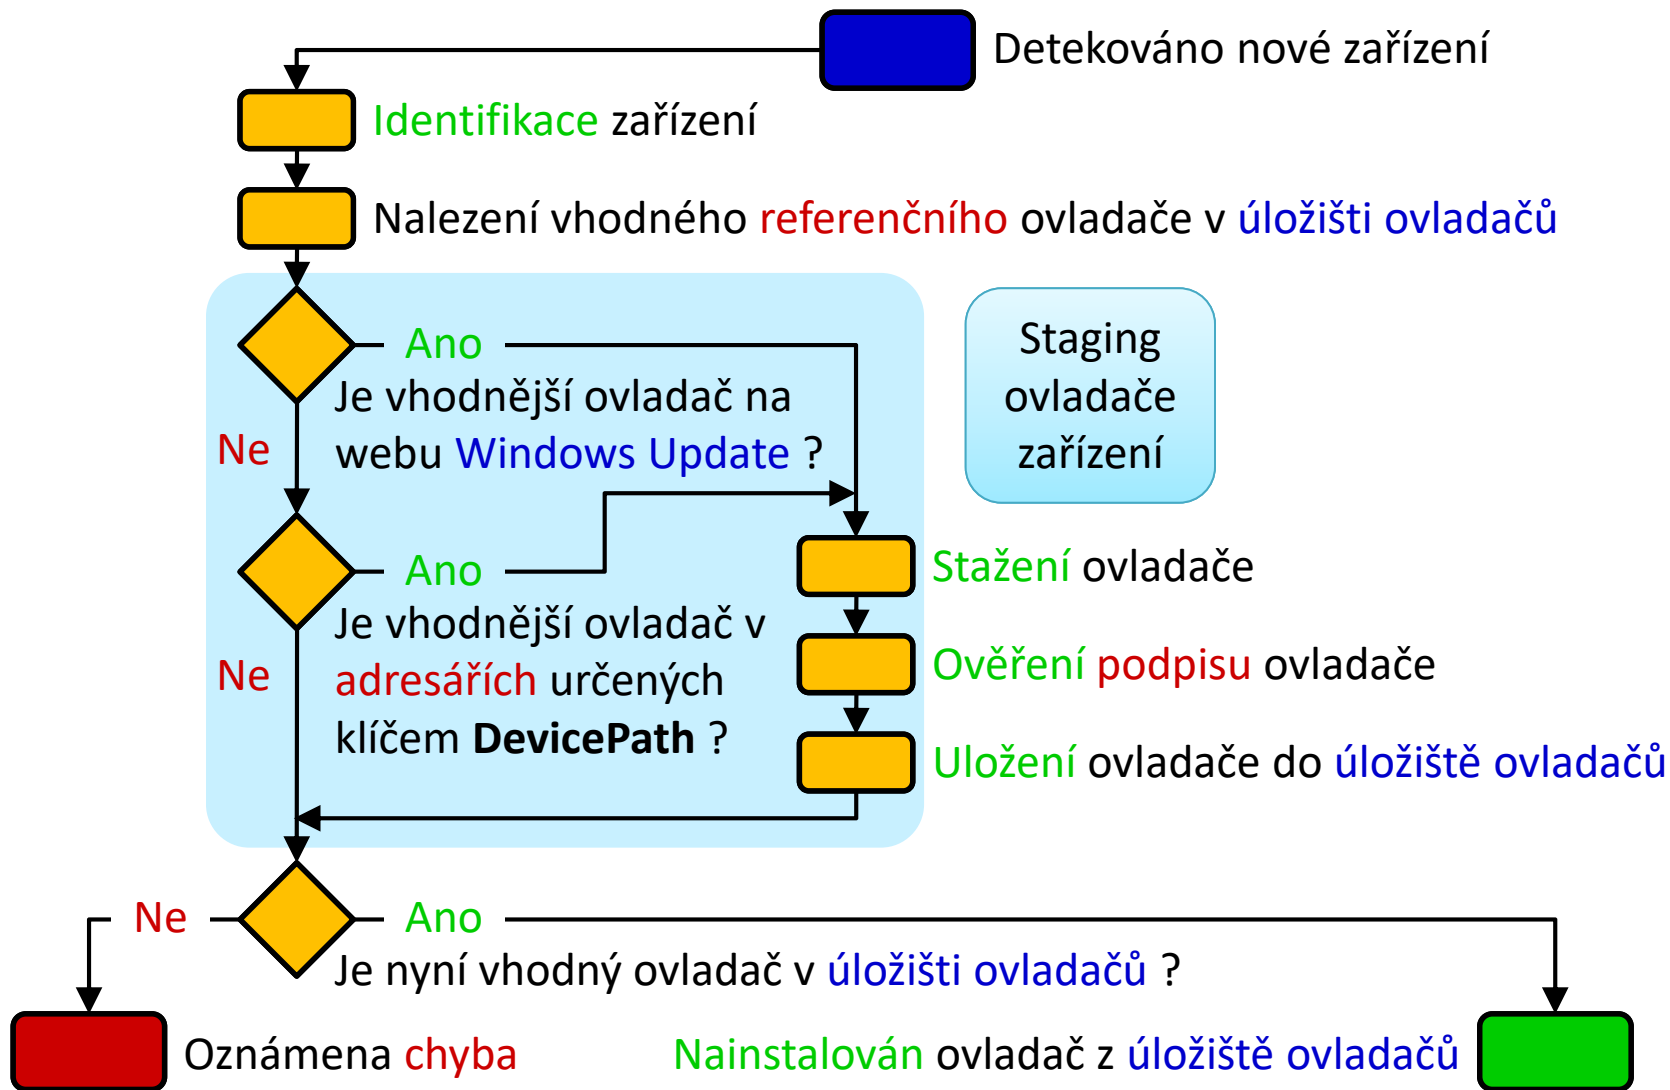 Detekováno nové zařízení
Identifikace zařízení
Nalezení vhodného referenčního ovladače v úložišti ovladačů
Ano
Je vhodnější ovladač na
webu Windows Update ?
Ne
Staging
ovladače
zařízení
Ano
Je vhodnější ovladač v
adresářích určených
klíčem DevicePath ?
Ne
Stažení ovladače
Ověření podpisu ovladače
Uložení ovladače do úložiště ovladačů
Ne
Ano
Je nyní vhodný ovladač v úložišti ovladačů ?
Oznámena chyba
Nainstalován ovladač z úložiště ovladačů